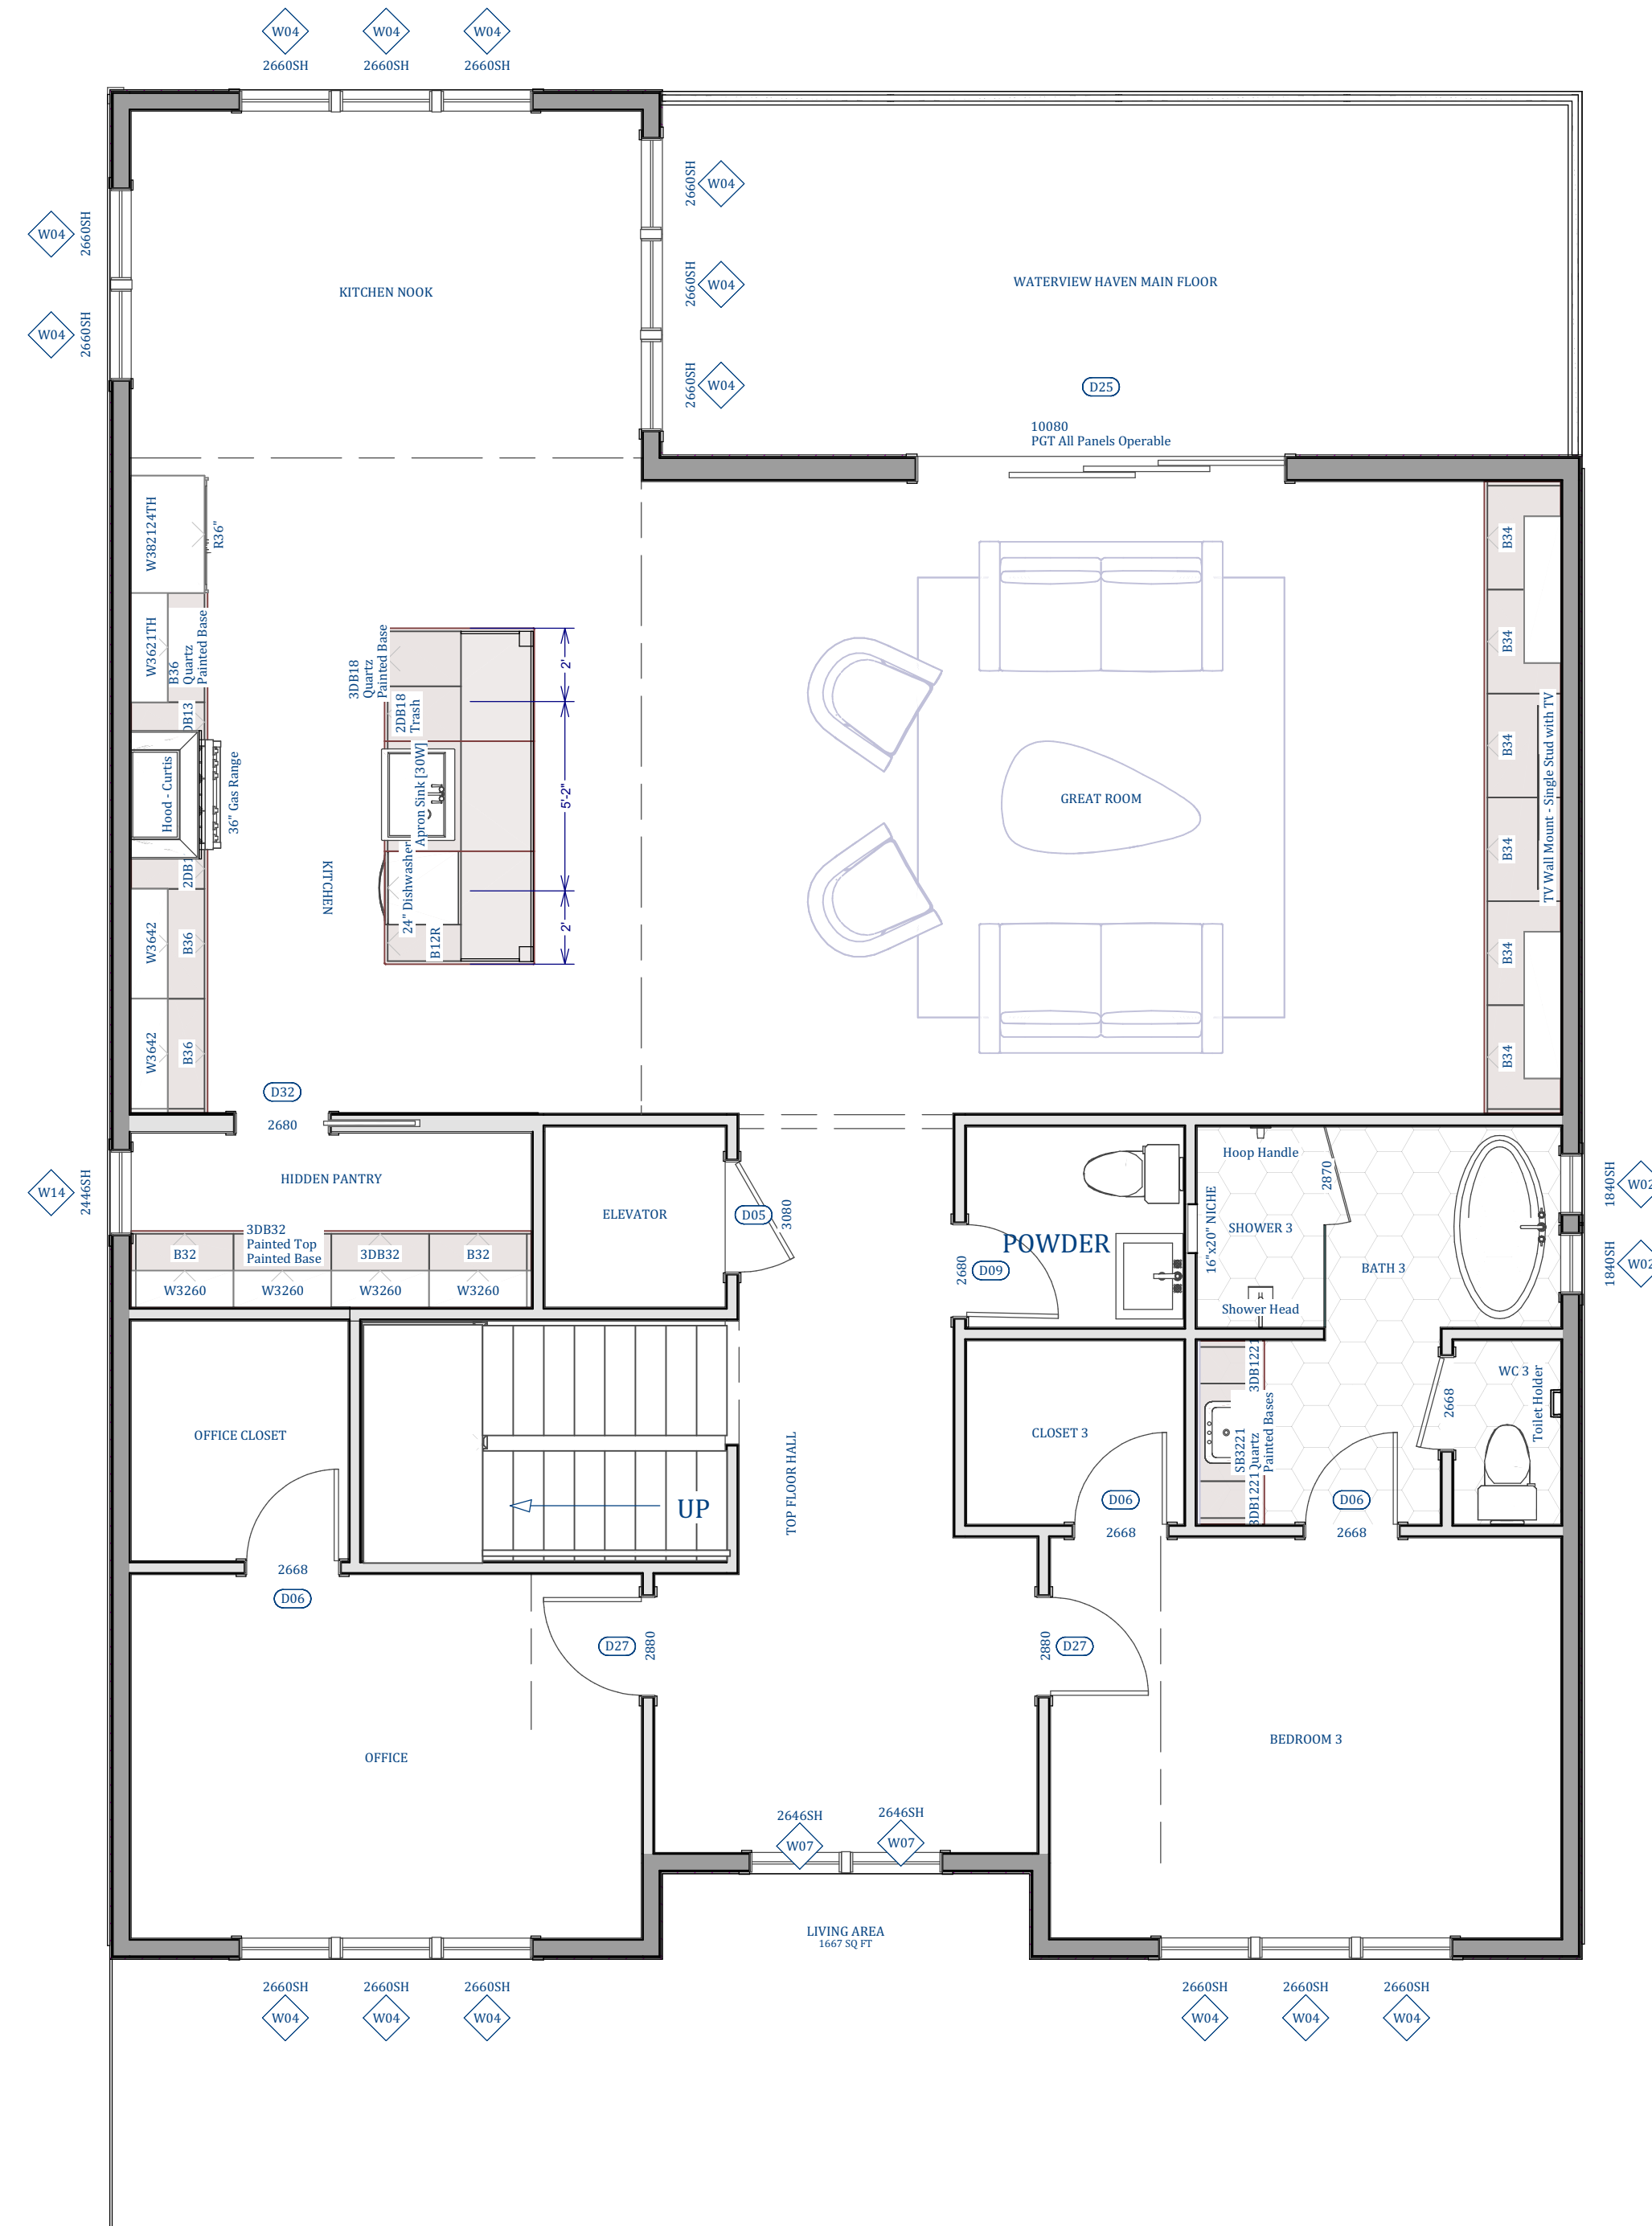 W04 W04 W04
2660SH 2660SH 2660SH
W04
2660SH
W04
2660SH
2660SH
W04
2660SH
W04
2660SH
W04
KITCHEN NOOK
WATERVIEW HAVEN MAIN FLOOR
D25
10080
PGT All Panels Operable
W382124TH
R36"
W3621TH
B36
Quartz
Painted Base
DB13
Hood - Curtis
36" Gas Range
2DB1
W3642
B36
W3642
B36
KITCHEN
3DB18
Quartz
Painted Base
2DB18
Trash
Apron Sink [30W]
24" Dishwasher
B12R
2'
5'-2"
2'
GREAT ROOM
B34
B34
B34
B34
B34
B34
TV Wall Mount - Single Stud with TV
D32
2680
W14
2446SH
HIDDEN PANTRY
3DB32
Painted Top
Painted Base
B32
3DB32
B32
W3260 W3260 W3260 W3260
ELEVATOR
D05
3080
POWDER
2680
D09
16"x20" NICHE
Hoop Handle
SHOWER 3
Shower Head
2870
BATH 3
1840SH
W02
1840SH
W02
OFFICE CLOSET
2668
D06
UP
TOP FLOOR HALL
CLOSET 3
D06
2668
3DB1221
SB3221
Quartz
Painted Bases
3DB1221
D06
2668
WC 3
2668
Toilet Holder
D27
2880
2880
D27
OFFICE
BEDROOM 3
2646SH 2646SH
W07 W07
LIVING AREA
1667 SQ FT
2660SH 2660SH 2660SH
W04 W04 W04
2660SH 2660SH 2660SH
W04 W04 W04